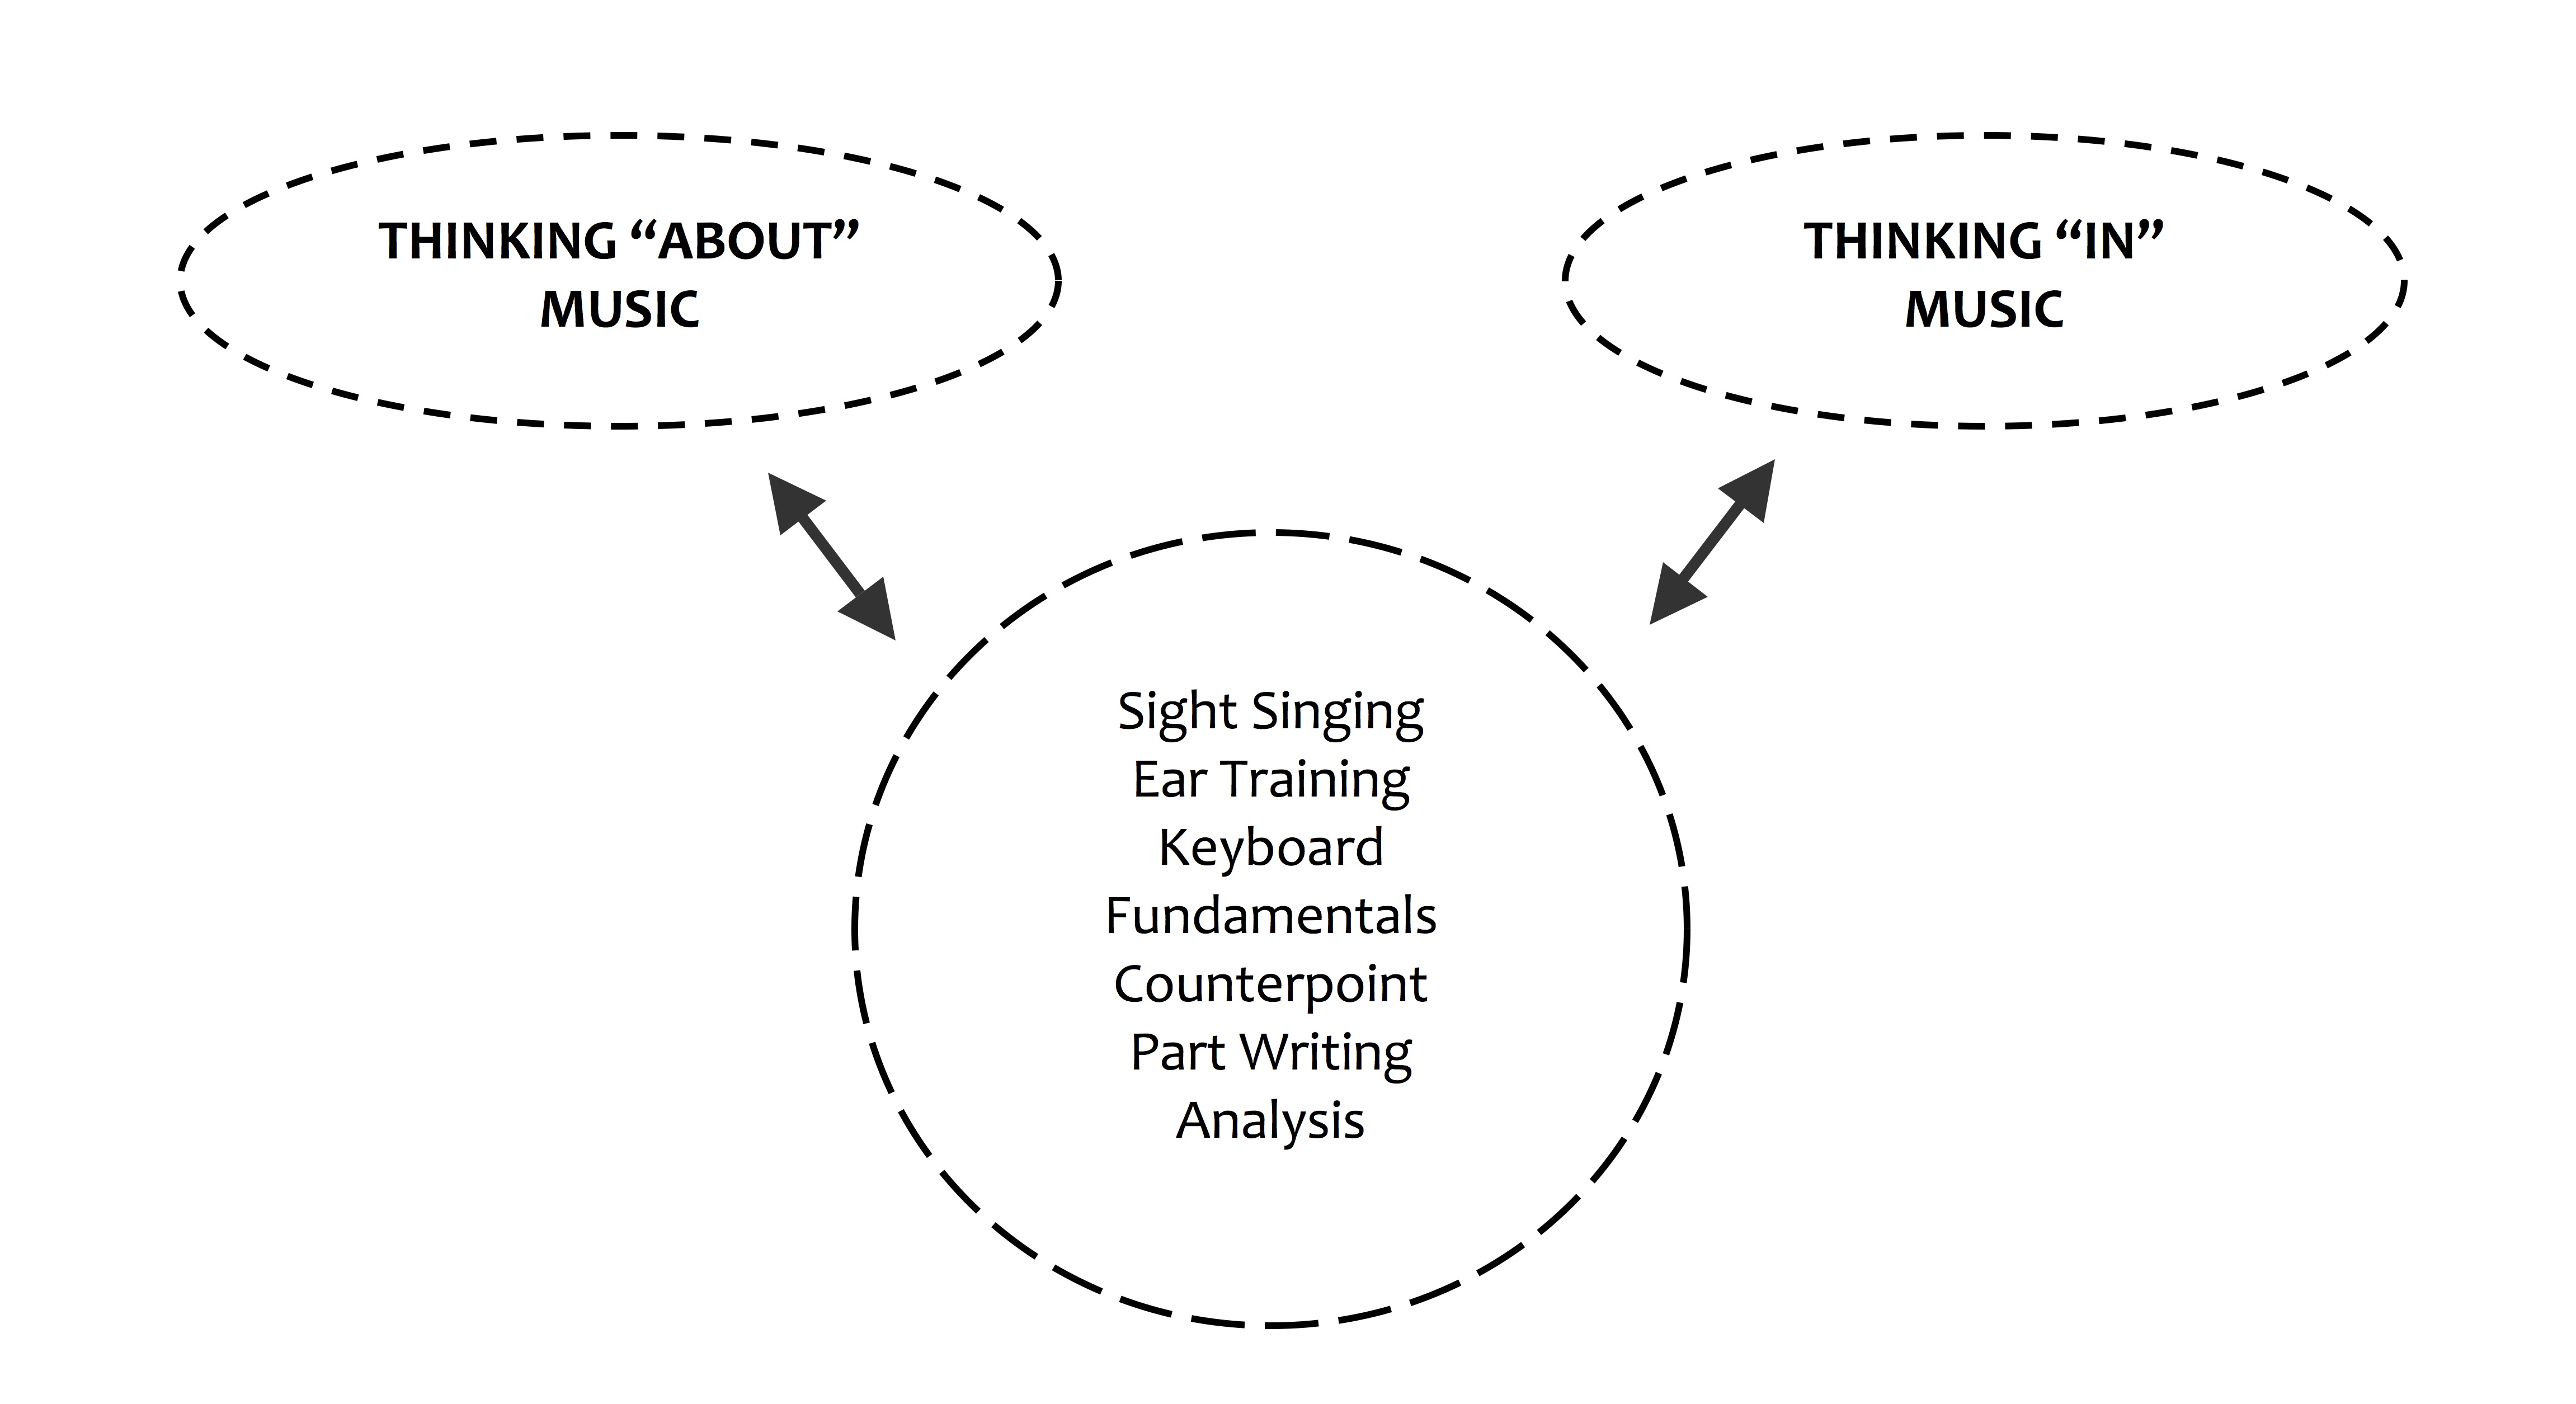 THINKING “ABOUT”
MUSIC
THINKING “IN”
MUSIC
Sight Singing
Ear Training
Keyboard
Fundamentals
Counterpoint
Part Writing
Analysis